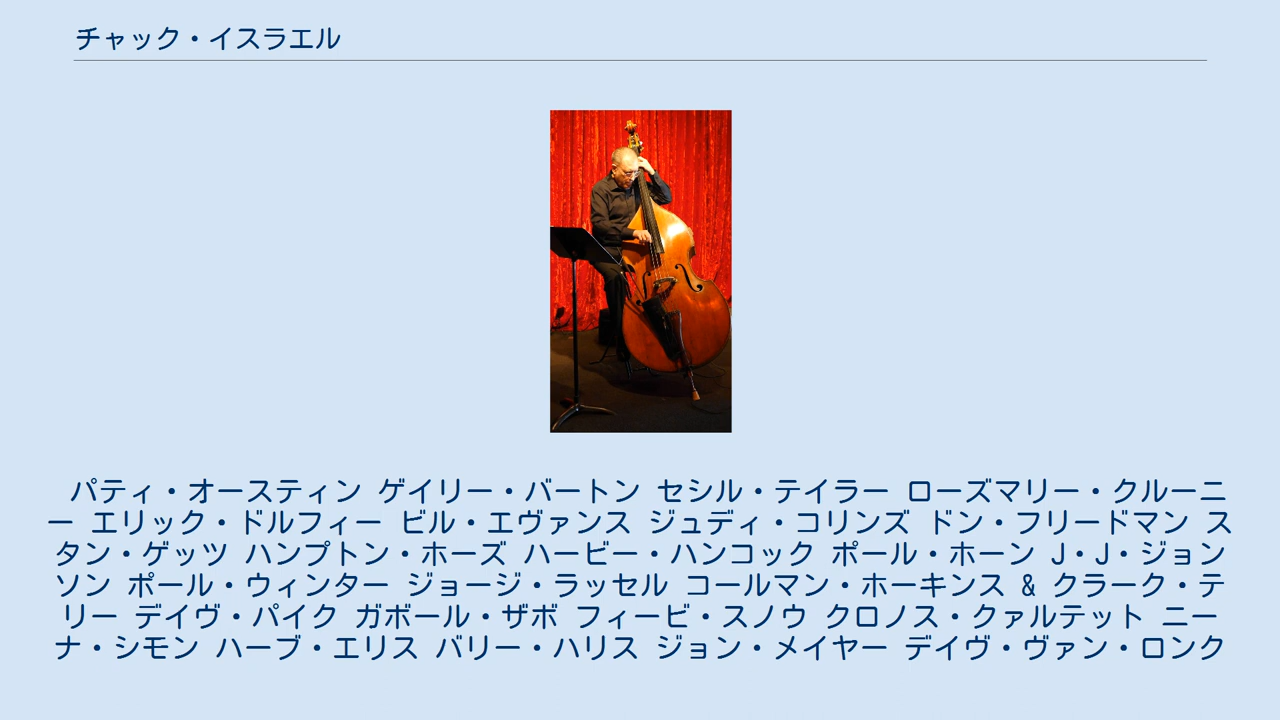 チャック・イスラエル
パティ・オースティン ゲイリー・バートン セシル・テイラー ローズマリー・クルーニ
ー エリック・ドルフィー ビル・エヴァンス ジュディ・コリンズ ドン・フリードマン ス
タン・ゲッツ ハンプトン・ホーズ ハービー・ハンコック ポール・ホーン J・J・ジョン
ソン ポール・ウィンター ジョージ・ラッセル コールマン・ホーキンス & クラーク・テ
リー デイヴ・パイク ガボール・ザボ フィービ・スノウ クロノス・クァルテット ニー
ナ・シモン ハーブ・エリス バリー・ハリス ジョン・メイヤー デイヴ・ヴァン・ロンク